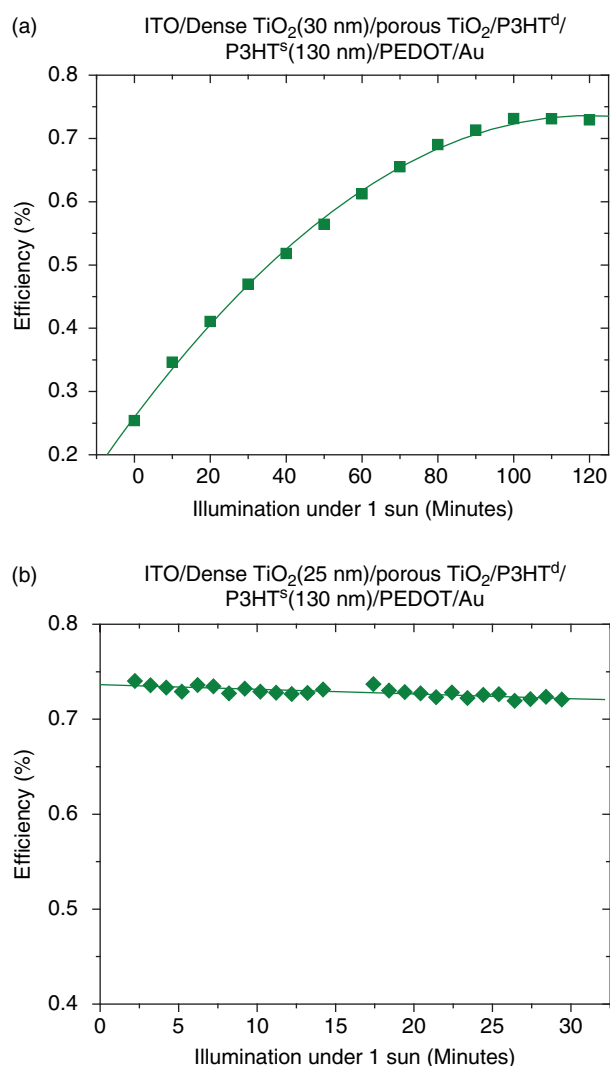 (a) ITO/Dense TiO₂(30 nm)/porous TiO₂/P3HTᵈ/
P3HTˢ(130 nm)/PEDOT/Au
0.8
0.7
0.6
0.5
0.4
0.3
0.2
Efficiency (%)
0 20 40 60 80 100 120
Illumination under 1 sun (Minutes)
(b) ITO/Dense TiO₂(25 nm)/porous TiO₂/P3HTᵈ/
P3HTˢ(130 nm)/PEDOT/Au
0.8
0.7
0.6
0.5
0.4
Efficiency (%)
0 5 10 15 20 25 30
Illumination under 1 sun (Minutes)